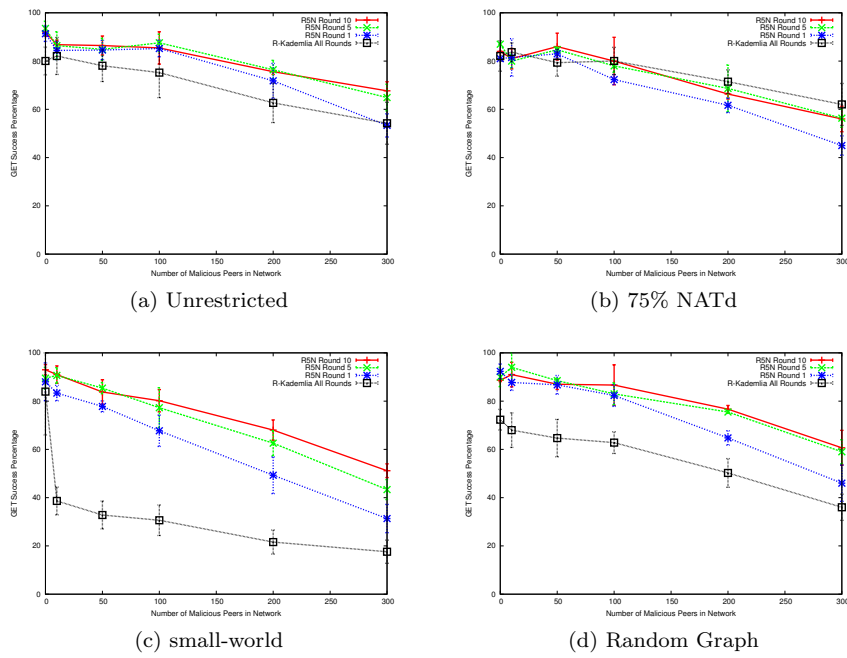 100
80
60
40
20
0
GET Success Percentage
0 50 100 150 200 250 300
Number of Malicious Peers in Network
R5N Round 10
R5N Round 5
R5N Round 1
R-Kademlia All Rounds
(a) Unrestricted
100
80
60
40
20
0
GET Success Percentage
0 50 100 150 200 250 300
Number of Malicious Peers in Network
R5N Round 10
R5N Round 5
R5N Round 1
R-Kademlia All Rounds
(b) 75% NATd
100
80
60
40
20
0
GET Success Percentage
0 50 100 150 200 250 300
Number of Malicious Peers in Network
R5N Round 10
R5N Round 5
R5N Round 1
R-Kademlia All Rounds
(c) small-world
100
80
60
40
20
0
GET Success Percentage
0 50 100 150 200 250 300
Number of Malicious Peers in Network
R5N Round 10
R5N Round 5
R5N Round 1
R-Kademlia All Rounds
(d) Random Graph